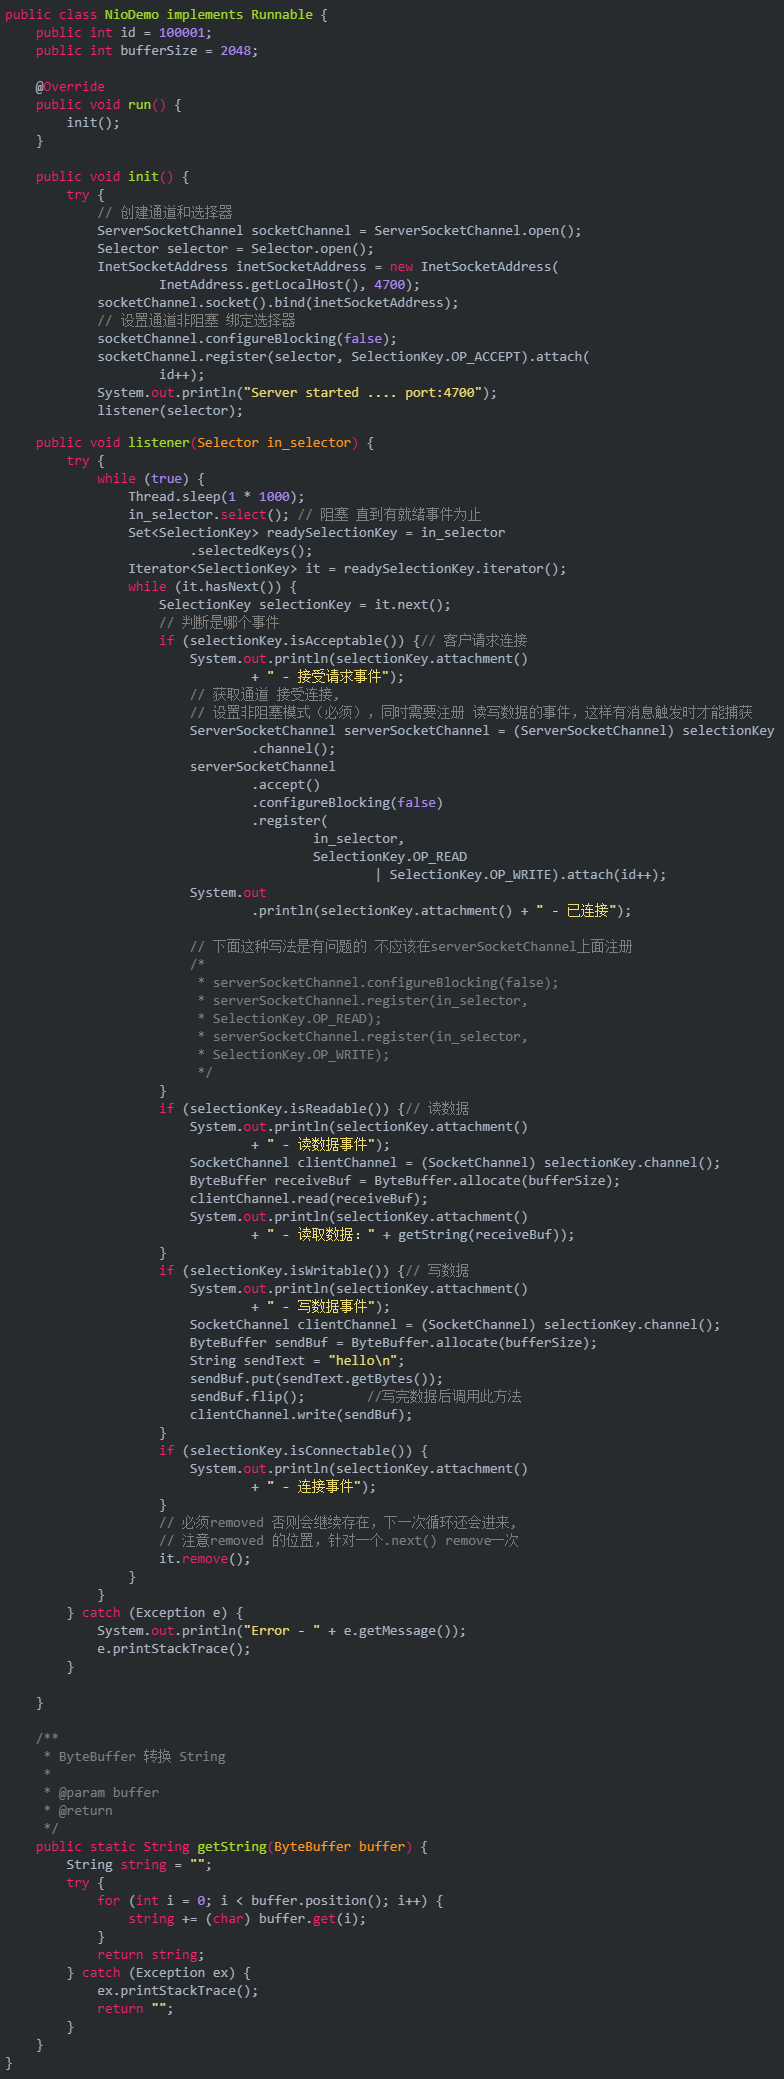 public class NioDemo implements Runnable {
    public int id = 100001;
    public int bufferSize = 2048;

    @Override
    public void run() {
        init();
    }

    public void init() {
        try {
            // 创建通道和选择器
            ServerSocketChannel socketChannel = ServerSocketChannel.open();
            Selector selector = Selector.open();
            InetSocketAddress inetSocketAddress = new InetSocketAddress(
                    InetAddress.getLocalHost(), 4700);
            socketChannel.socket().bind(inetSocketAddress);
            // 设置通道非阻塞 绑定选择器
            socketChannel.configureBlocking(false);
            socketChannel.register(selector, SelectionKey.OP_ACCEPT).attach(
                    id++);
            System.out.println("Server started .... port:4700");
            listener(selector);

    public void listener(Selector in_selector) {
        try {
            while (true) {
                Thread.sleep(1 * 1000);
                in_selector.select(); // 阻塞 直到有就绪事件为止
                Set<SelectionKey> readySelectionKey = in_selector
                        .selectedKeys();
                Iterator<SelectionKey> it = readySelectionKey.iterator();
                while (it.hasNext()) {
                    SelectionKey selectionKey = it.next();
                    // 判断是哪个事件
                    if (selectionKey.isAcceptable()) {// 客户请求连接
                        System.out.println(selectionKey.attachment()
                                + " - 接受请求事件");
                        // 获取通道 接受连接,
                        // 设置非阻塞模式（必须），同时需要注册 读写数据的事件，这样有消息触发时才能捕获
                        ServerSocketChannel serverSocketChannel = (ServerSocketChannel) selectionKey
                                .channel();
                        serverSocketChannel
                                .accept()
                                .configureBlocking(false)
                                .register(
                                        in_selector,
                                        SelectionKey.OP_READ
                                                | SelectionKey.OP_WRITE).attach(id++);
                        System.out
                                .println(selectionKey.attachment() + " - 已连接");

                        // 下面这种写法是有问题的 不应该在serverSocketChannel上面注册
                        /*
                         * serverSocketChannel.configureBlocking(false);
                         * serverSocketChannel.register(in_selector,
                         * SelectionKey.OP_READ);
                         * serverSocketChannel.register(in_selector,
                         * SelectionKey.OP_WRITE);
                         */
                    }
                    if (selectionKey.isReadable()) {// 读数据
                        System.out.println(selectionKey.attachment()
                                + " - 读数据事件");
                        SocketChannel clientChannel = (SocketChannel) selectionKey.channel();
                        ByteBuffer receiveBuf = ByteBuffer.allocate(bufferSize);
                        clientChannel.read(receiveBuf);
                        System.out.println(selectionKey.attachment()
                                + " - 读取数据：" + getString(receiveBuf));
                    }
                    if (selectionKey.isWritable()) {// 写数据
                        System.out.println(selectionKey.attachment()
                                + " - 写数据事件");
                        SocketChannel clientChannel = (SocketChannel) selectionKey.channel();
                        ByteBuffer sendBuf = ByteBuffer.allocate(bufferSize);
                        String sendText = "hello\n";
                        sendBuf.put(sendText.getBytes());
                        sendBuf.flip();        //写完数据后调用此方法
                        clientChannel.write(sendBuf);
                    }
                    if (selectionKey.isConnectable()) {
                        System.out.println(selectionKey.attachment()
                                + " - 连接事件");
                    }
                    // 必须removed 否则会继续存在，下一次循环还会进来,
                    // 注意removed 的位置，针对一个.next() remove一次
                    it.remove();
                }
            }
        } catch (Exception e) {
            System.out.println("Error - " + e.getMessage());
            e.printStackTrace();
        }

    }

    /**
     * ByteBuffer 转换 String
     *
     * @param buffer
     * @return
     */
    public static String getString(ByteBuffer buffer) {
        String string = "";
        try {
            for (int i = 0; i < buffer.position(); i++) {
                string += (char) buffer.get(i);
            }
            return string;
        } catch (Exception ex) {
            ex.printStackTrace();
            return "";
        }
    }
}